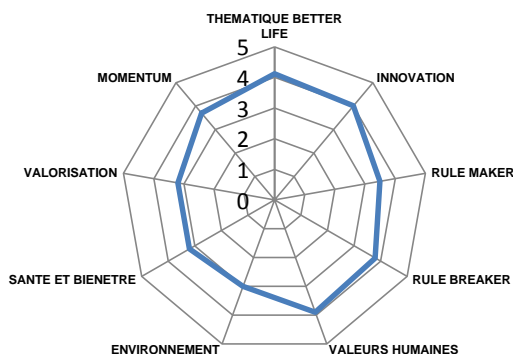 THEMATIQUE BETTER
LIFE
INNOVATION
RULE MAKER
RULE BREAKER
VALEURS HUMAINES
ENVIRONNEMENT
SANTE ET BIENETRE
VALORISATION
MOMENTUM
5
4
3
2
1
0